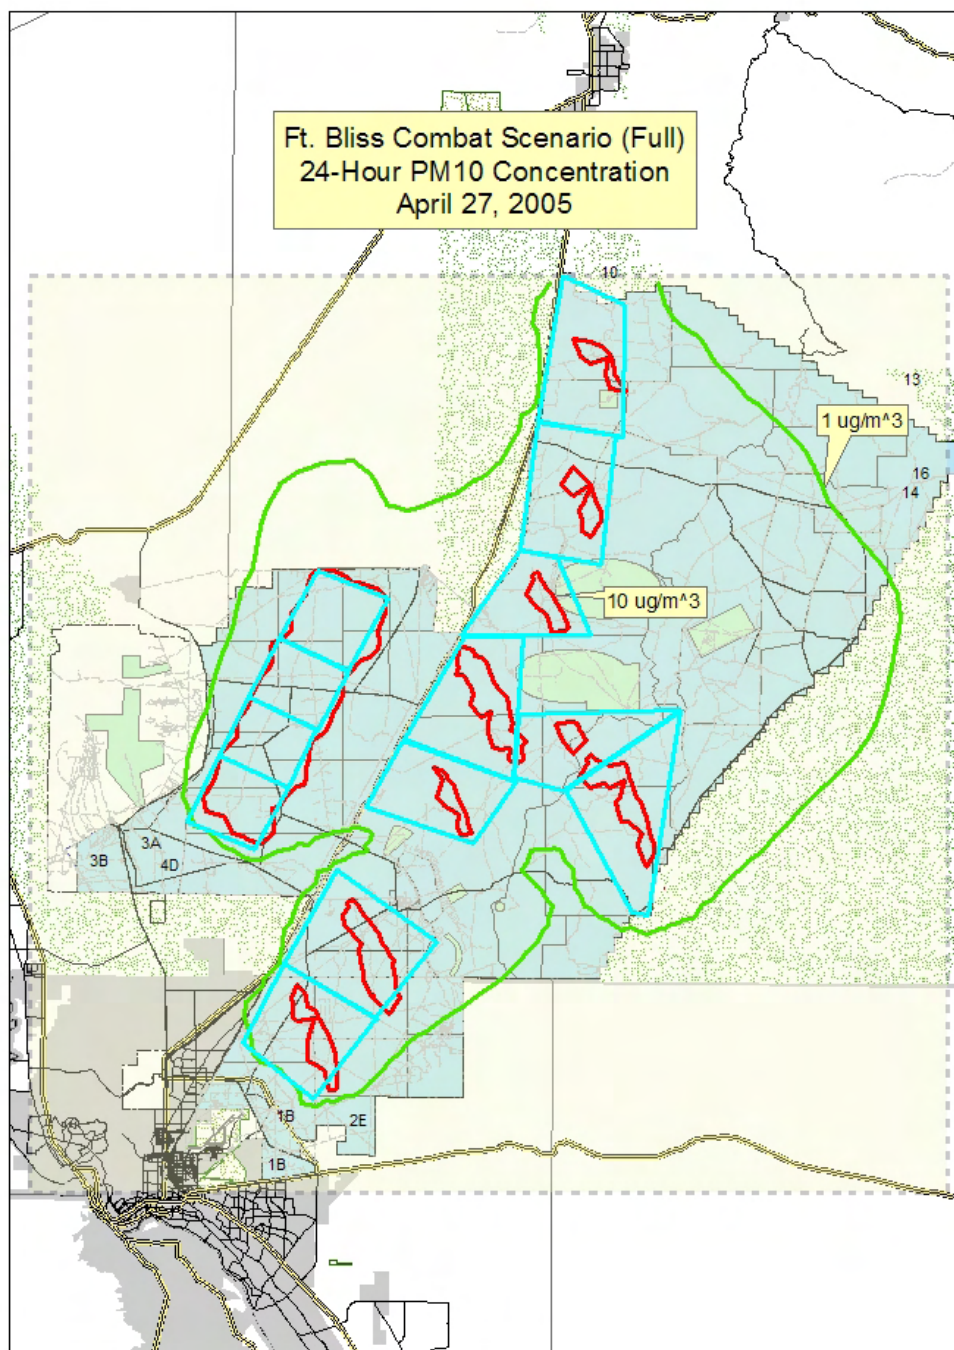 Ft. Bliss Combat Scenario (Full)
24-Hour PM10 Concentration
April 27, 2005
10
13
1 ug/m^3
16
14
10 ug/m^3
3A
3B
4D
1B
2E
1B